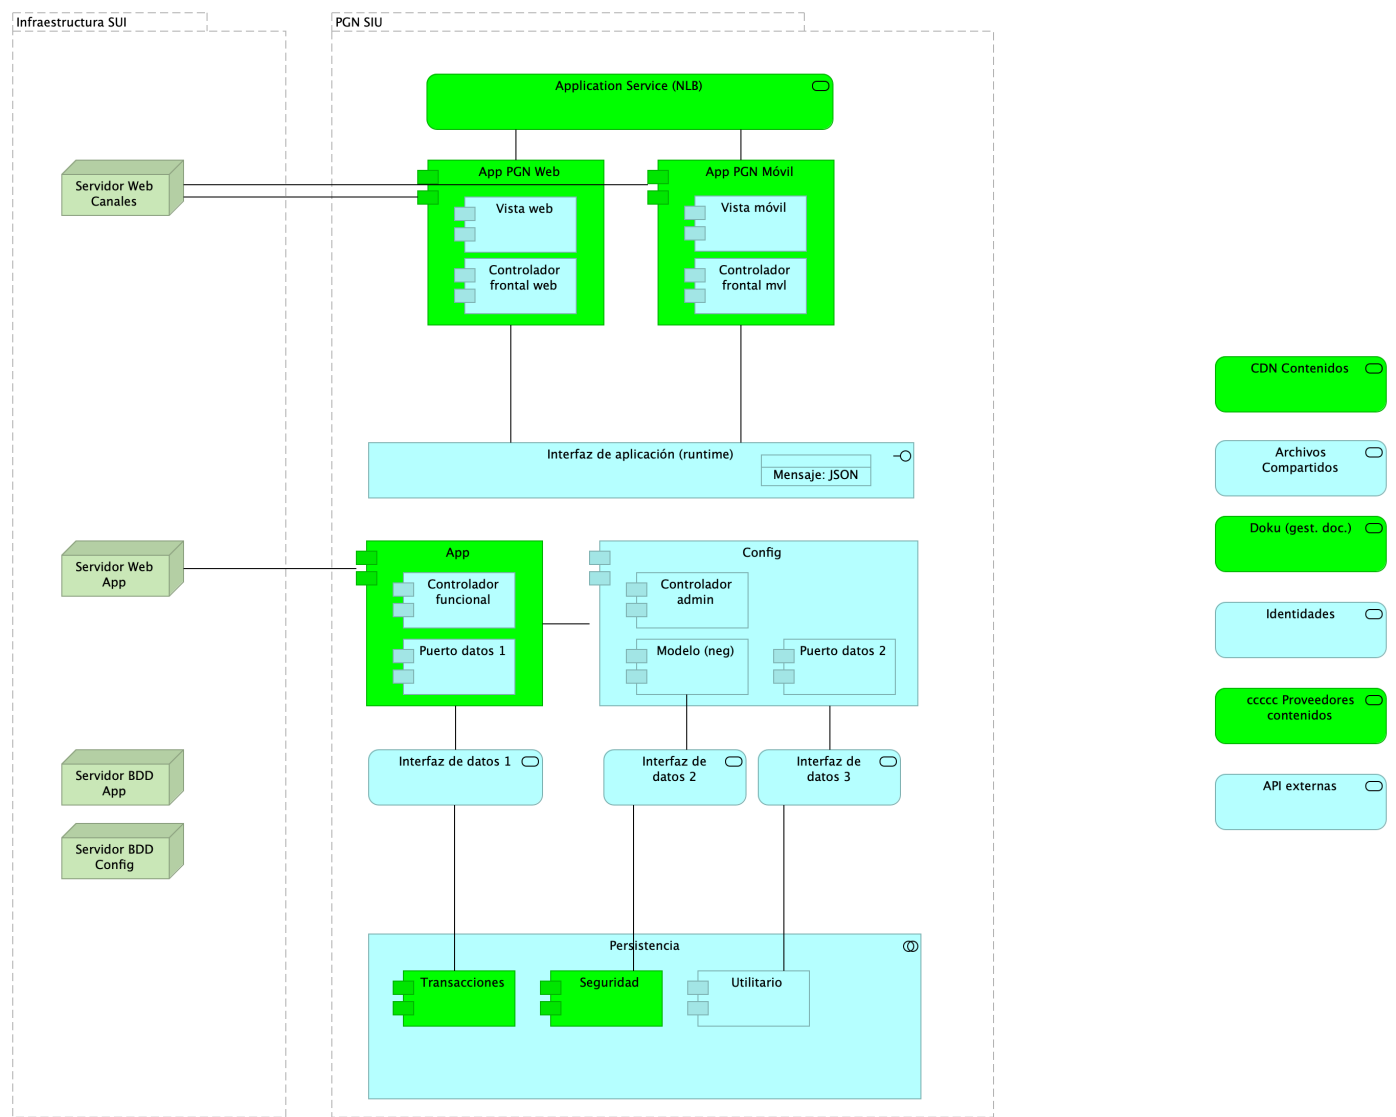 Infraestructura SUI
PGN SIU
Application Service (NLB)
Servidor Web
Canales
App PGN Web
Vista web
Controlador
frontal web
App PGN Móvil
Vista móvil
Controlador
frontal mvl
Interfaz de aplicación (runtime)
Mensaje: JSON
Servidor Web
App
App
Controlador
funcional
Puerto datos 1
Config
Controlador
admin
Modelo (neg)
Puerto datos 2
Servidor BDD
App
Servidor BDD
Config
Interfaz de datos 1
Interfaz de
datos 2
Interfaz de
datos 3
Persistencia
Transacciones
Seguridad
Utilitario
CDN Contenidos
Archivos
Compartidos
Doku (gest. doc.)
Identidades
ccccc Proveedores
contenidos
API externas